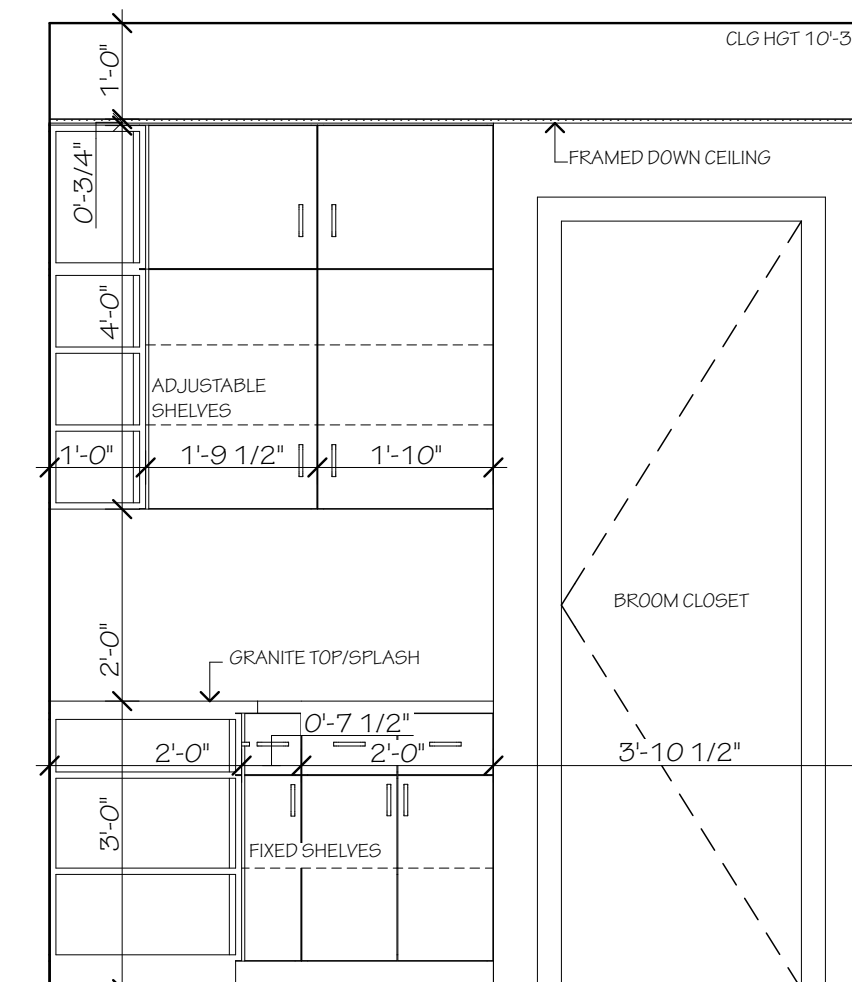 CLG HGT 10'-3
1'-0"
FRAMED DOWN CEILING
0'-3/4"
4'-0"
ADJUSTABLE
SHELVES
1'-0"
1'-9 1/2"
1'-10"
BROOM CLOSET
2'-0"
GRANITE TOP/SPLASH
0'-7 1/2"
2'-0"
2'-0"
3'-10 1/2"
3'-0"
FIXED SHELVES